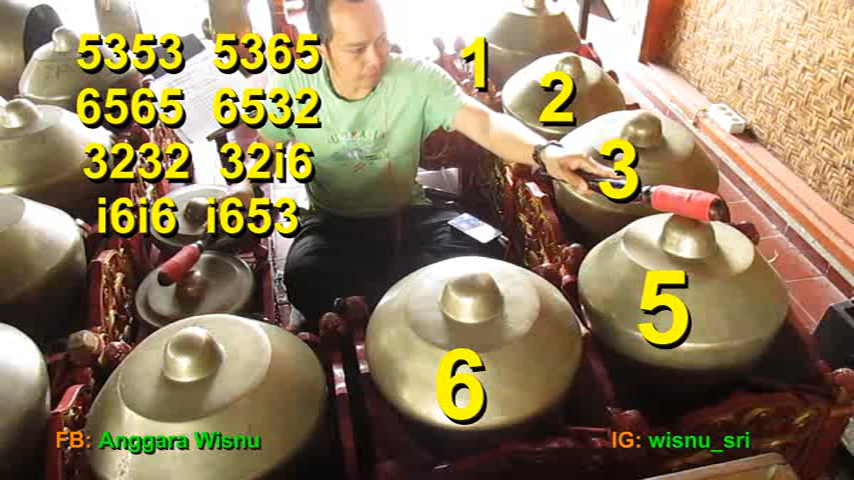 5353 5365
6565 6532
3232 32i6
i6i6 i653
1
2
3
5
6
FB: Anggara Wisnu
IG: wisnu_sri